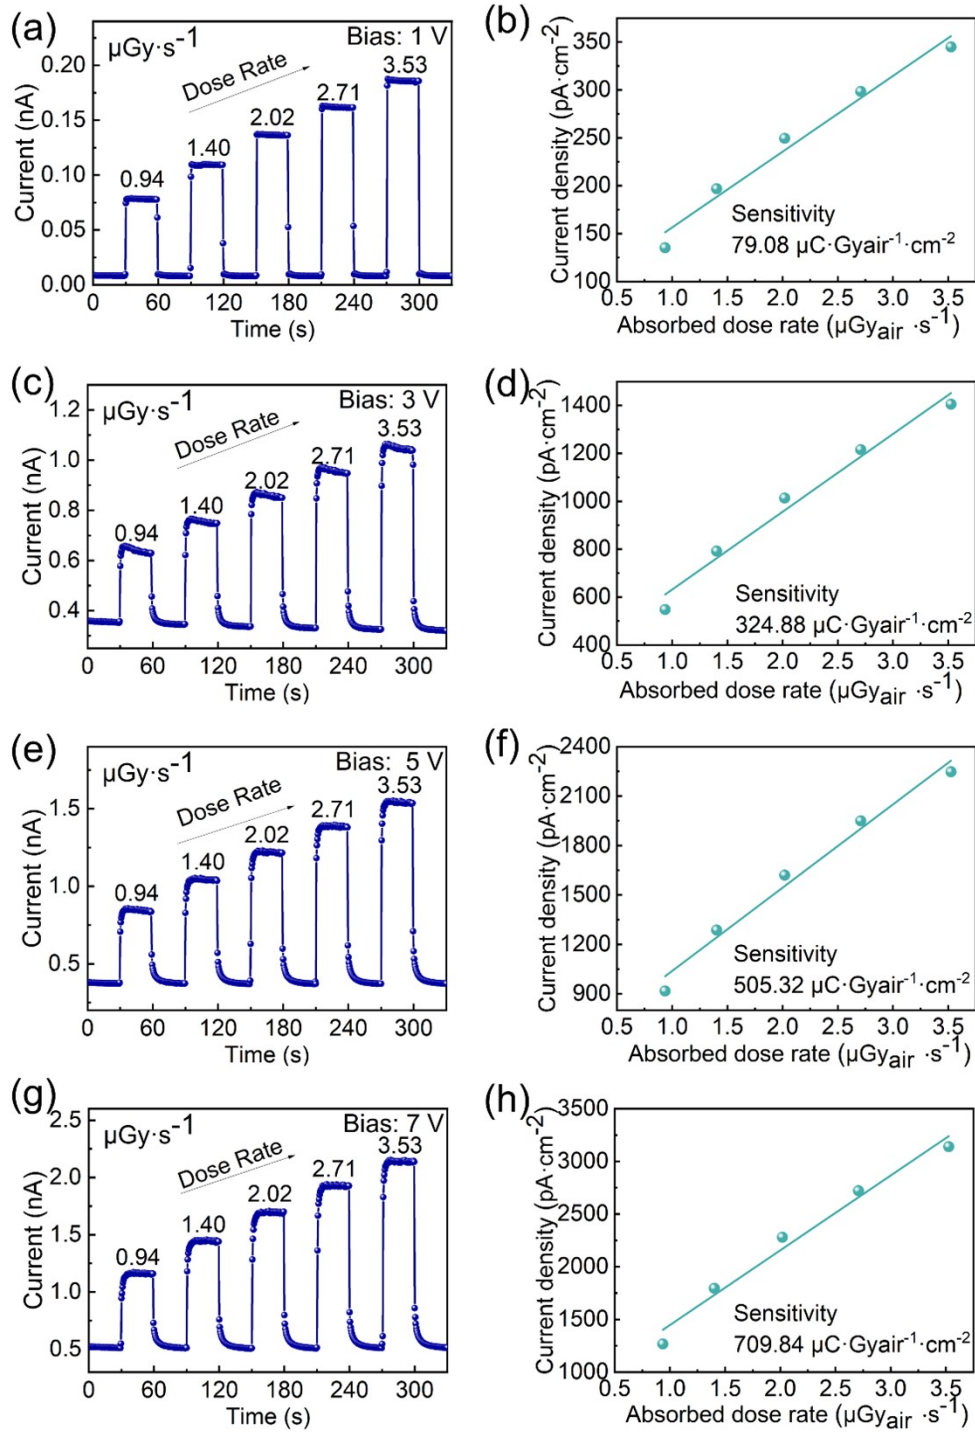 (a)
μGy·s⁻¹
Bias: 1 V
Dose Rate
0.94
1.40
2.02
2.71
3.53
Current (nA)
0.20
0.15
0.10
0.05
0.00
0 60 120 180 240 300
Time (s)
(b)
Current density (pA·cm⁻²)
350
300
250
200
150
100
Sensitivity
79.08 μC·Gyair⁻¹·cm⁻²
0.5 1.0 1.5 2.0 2.5 3.0 3.5
Absorbed dose rate (μGyair ·s⁻¹)
(c)
μGy·s⁻¹
Bias: 3 V
Dose Rate
0.94
1.40
2.02
2.71
3.53
Current (nA)
1.2
1.0
0.8
0.6
0.4
0 60 120 180 240 300
Time (s)
(d)
Current density (pA·cm⁻²)
1400
1200
1000
800
600
400
Sensitivity
324.88 μC·Gyair⁻¹·cm⁻²
0.5 1.0 1.5 2.0 2.5 3.0 3.5
Absorbed dose rate (μGyair ·s⁻¹)
(e)
μGy·s⁻¹
Bias: 5 V
Dose Rate
0.94
1.40
2.02
2.71
3.53
Current (nA)
1.5
1.0
0.5
0 60 120 180 240 300
Time (s)
(f)
Current density (pA·cm⁻²)
2400
2100
1800
1500
1200
900
Sensitivity
505.32 μC·Gyair⁻¹·cm⁻²
0.5 1.0 1.5 2.0 2.5 3.0 3.5
Absorbed dose rate (μGyair ·s⁻¹)
(g)
μGy·s⁻¹
Bias: 7 V
Dose Rate
0.94
1.40
2.02
2.71
3.53
Current (nA)
2.5
2.0
1.5
1.0
0.5
0 60 120 180 240 300
Time (s)
(h)
Current density (pA·cm⁻²)
3500
3000
2500
2000
1500
1000
Sensitivity
709.84 μC·Gyair⁻¹·cm⁻²
0.5 1.0 1.5 2.0 2.5 3.0 3.5
Absorbed dose rate (μGyair ·s⁻¹)